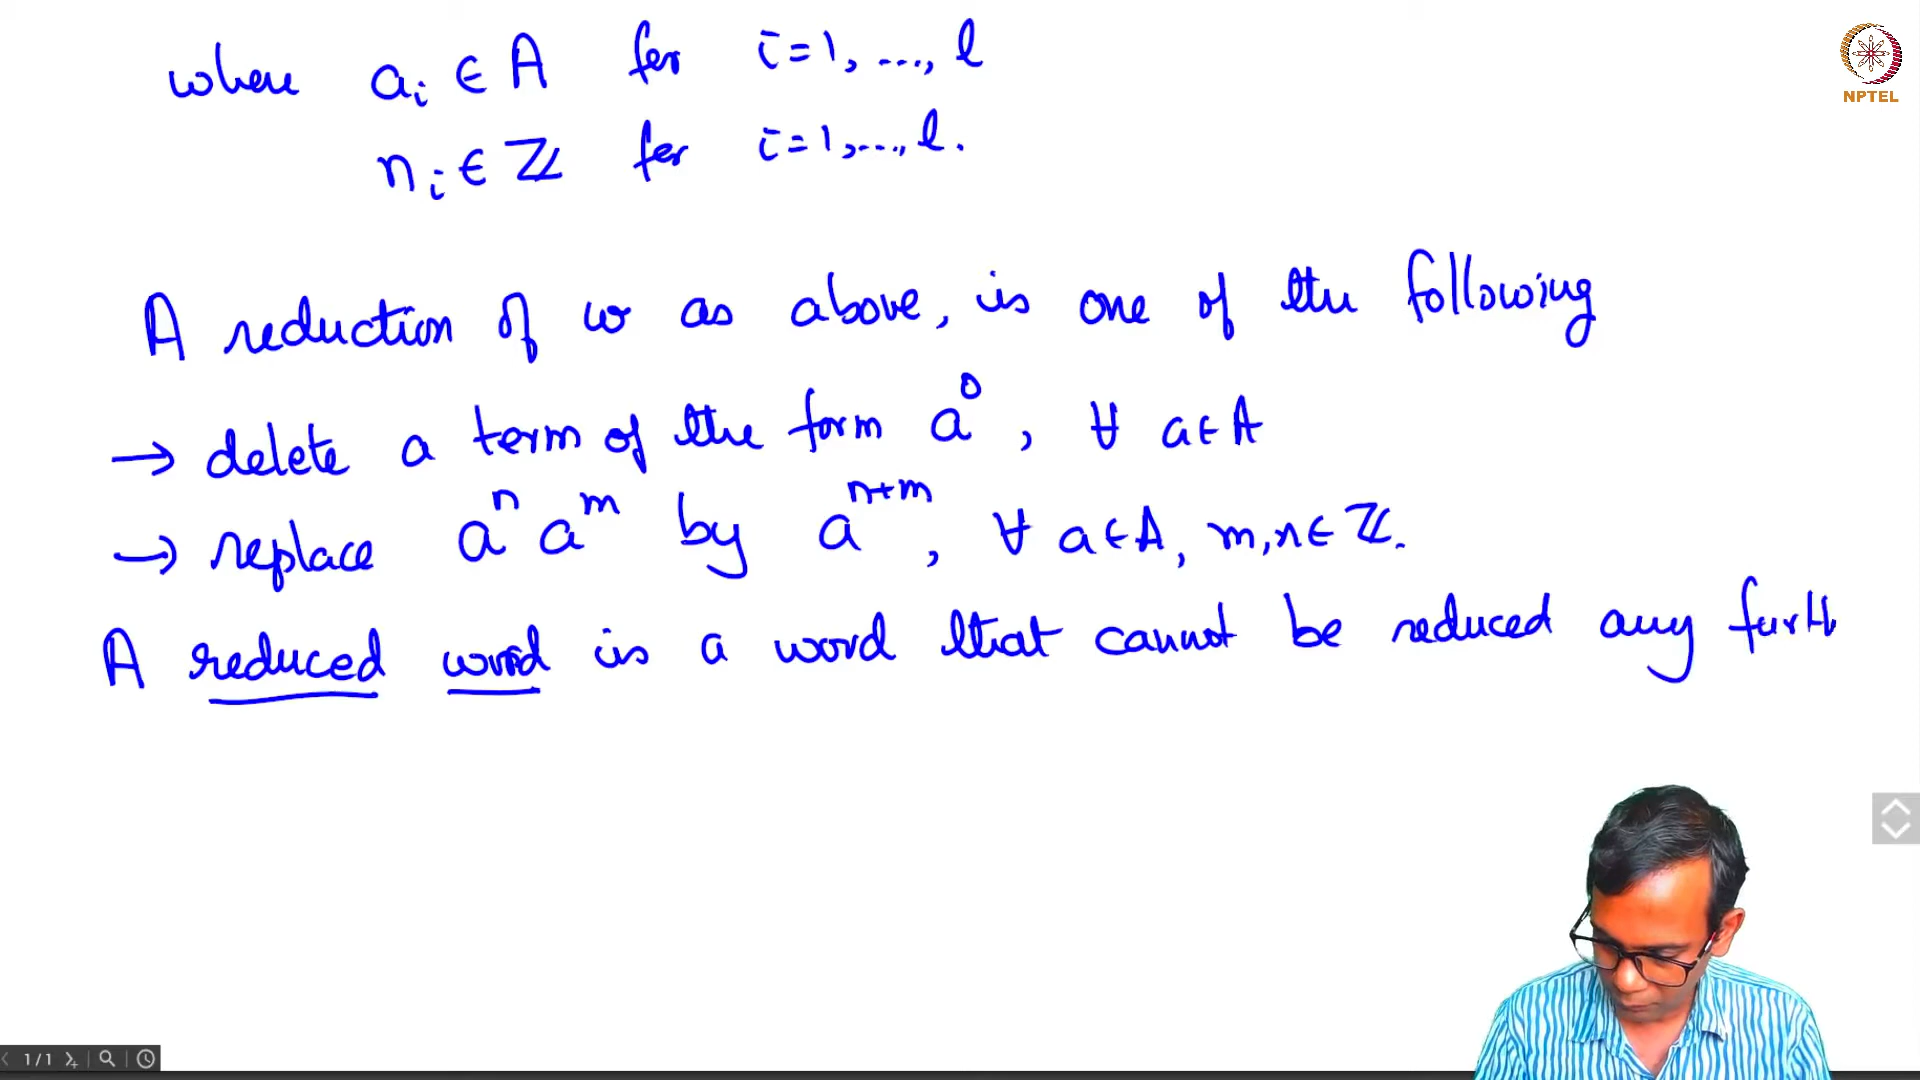 where aᵢ ∈ A for i=1, ..., l
nᵢ ∈ ℤ for i=1, ..., l.
NPTEL
A reduction of w as above, is one of the following
→ delete a term of the form a⁰, ∀ a∈A
→ replace aⁿ aᵐ by aⁿ⁺ᵐ, ∀ a∈A, m,n∈ℤ.
A reduced word is a word that cannot be reduced any furth
1/1